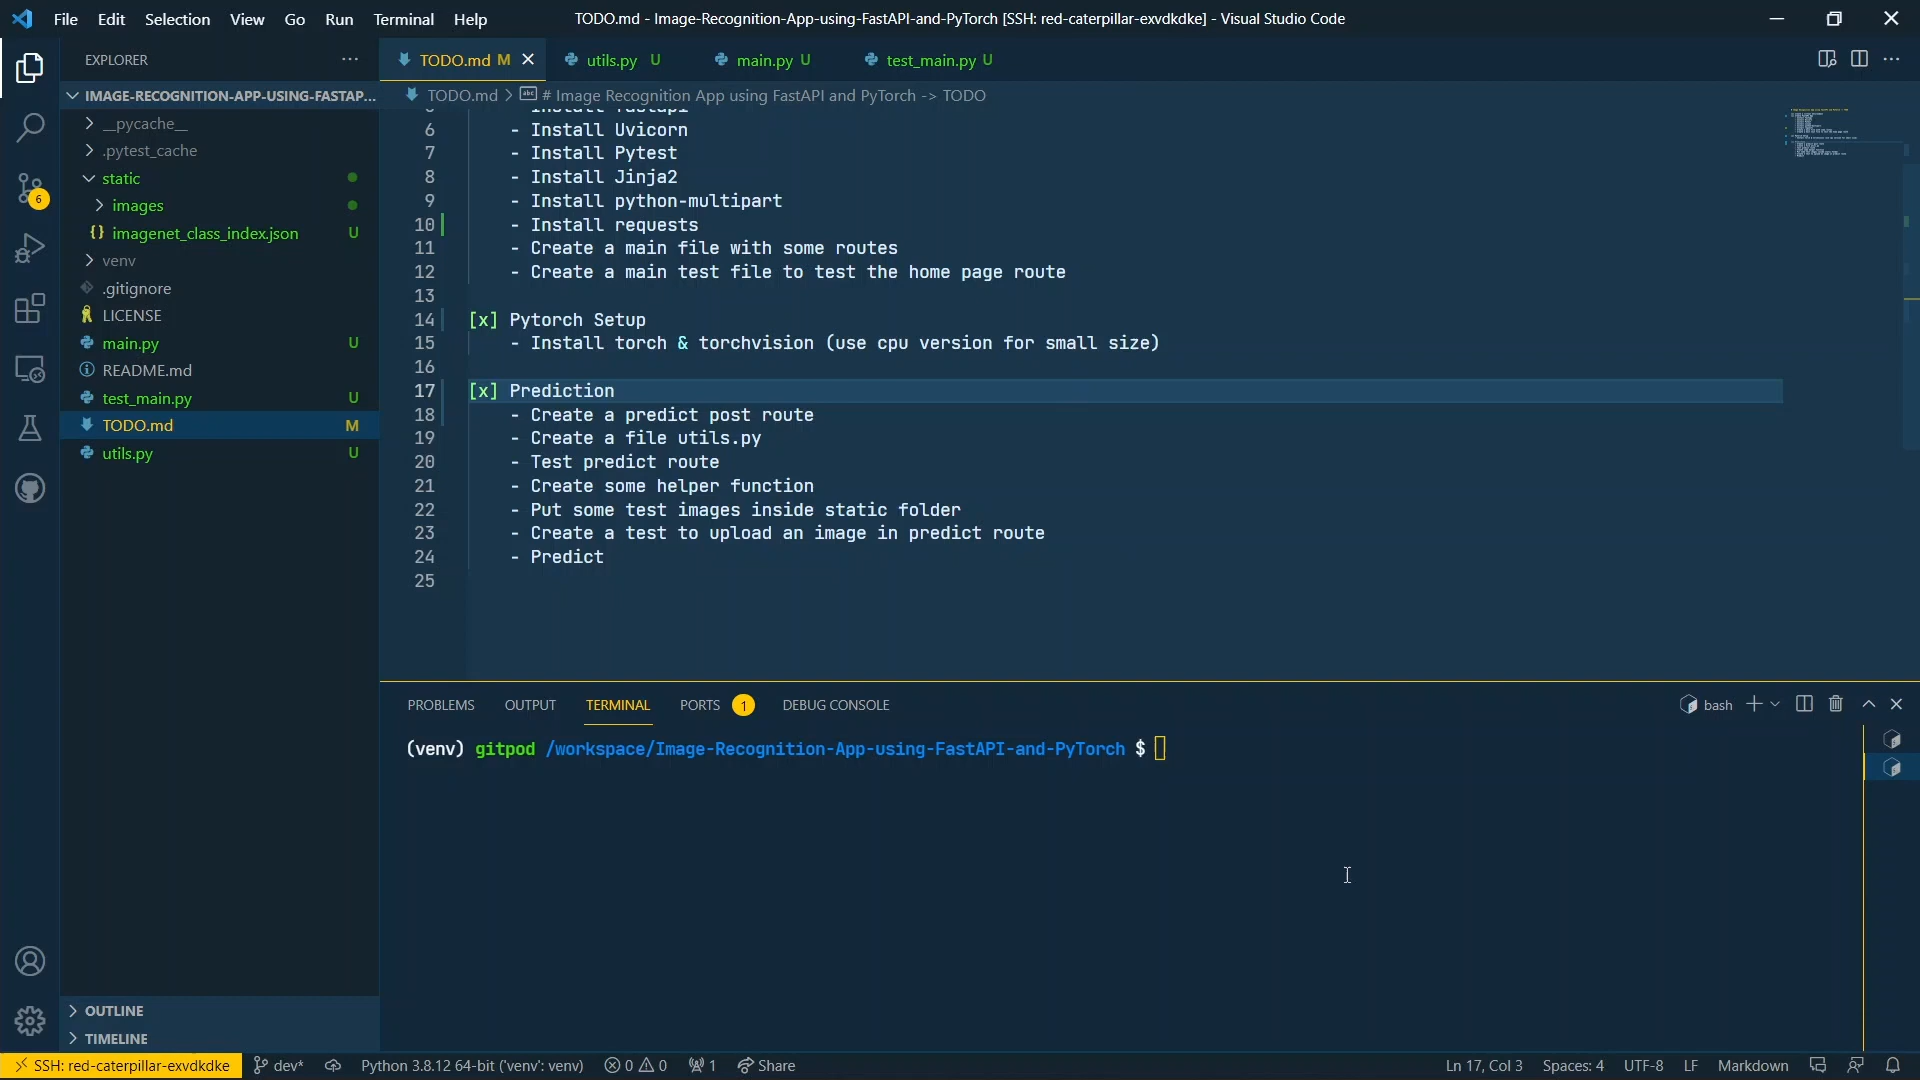 File Edit Selection View Go Run Terminal Help
TODO.md - Image-Recognition-App-using-FastAPI-and-PyTorch [SSH: red-caterpillar-exvdkdke] - Visual Studio Code
EXPLORER
TODO.md M
utils.py U
main.py U
test_main.py U
IMAGE-RECOGNITION-APP-USING-FASTAP...
TODO.md > # Image Recognition App using FastAPI and PyTorch -> TODO
__pycache__
.pytest_cache
static
images
imagenet_class_index.json U
venv
.gitignore
LICENSE
main.py U
README.md
test_main.py U
TODO.md M
utils.py U
6
6 - Install Uvicorn
7 - Install Pytest
8 - Install Jinja2
9 - Install python-multipart
10 - Install requests
11 - Create a main file with some routes
12 - Create a main test file to test the home page route
13
14 [x] Pytorch Setup
15 - Install torch & torchvision (use cpu version for small size)
16
17 [x] Prediction
18 - Create a predict post route
19 - Create a file utils.py
20 - Test predict route
21 - Create some helper function
22 - Put some test images inside static folder
23 - Create a test to upload an image in predict route
24 - Predict
25
PROBLEMS OUTPUT TERMINAL PORTS 1 DEBUG CONSOLE
bash
(venv) gitpod /workspace/Image-Recognition-App-using-FastAPI-and-PyTorch $
OUTLINE
TIMELINE
SSH: red-caterpillar-exvdkdke dev* Python 3.8.12 64-bit ('venv': venv) 0 0 1 Share
Ln 17, Col 3 Spaces: 4 UTF-8 LF Markdown